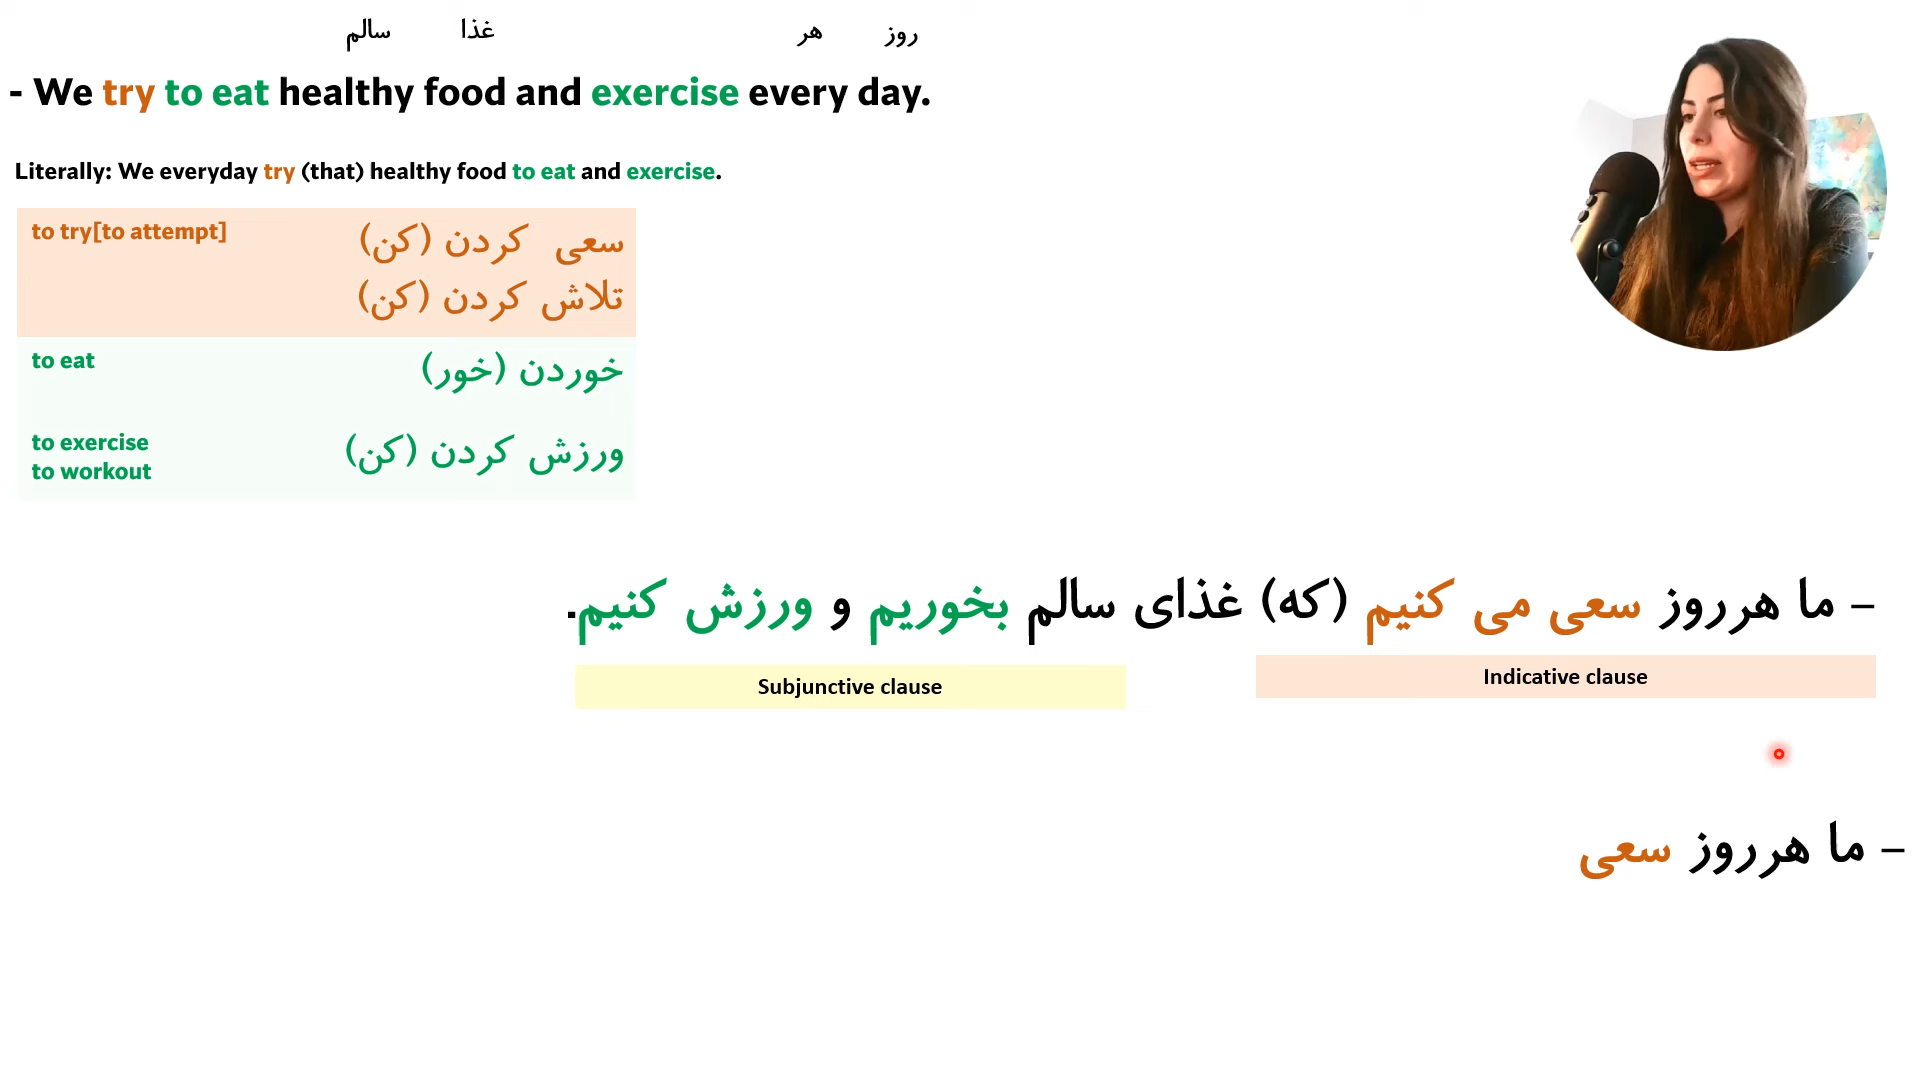 روز هر غذا سالم
- We try to eat healthy food and exercise every day.
Literally: We everyday try (that) healthy food to eat and exercise.
to try[to attempt] سعی کردن (کن)
تلاش کردن (کن)
to eat خوردن (خور)
to exercise ورزش کردن (کن)
to workout
– ما هرروز سعی می کنیم (که) غذای سالم بخوریم و ورزش کنیم.
Indicative clause
Subjunctive clause
– ما هرروز سعی